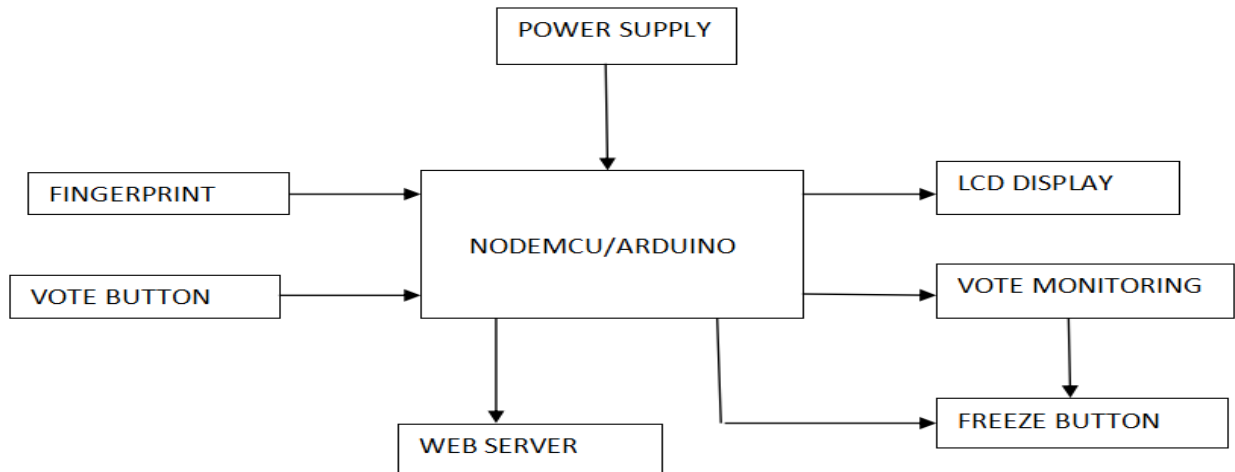 POWER SUPPLY
FINGERPRINT
LCD DISPLAY
NODEMCU/ARDUINO
VOTE BUTTON
VOTE MONITORING
WEB SERVER
FREEZE BUTTON